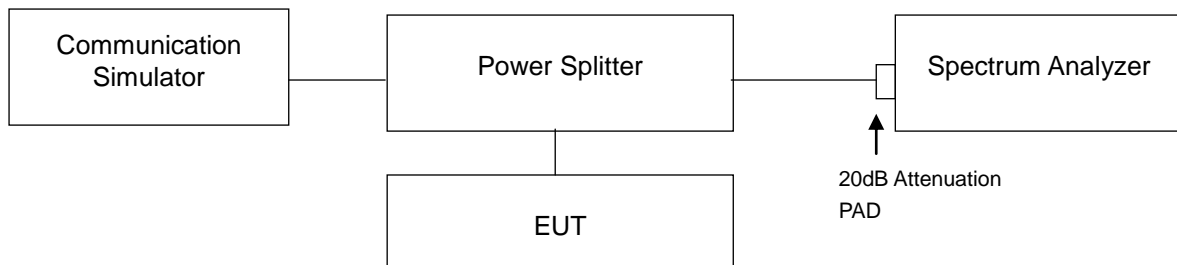 Communication
Simulator
Power Splitter
Spectrum Analyzer
20dB Attenuation
PAD
EUT